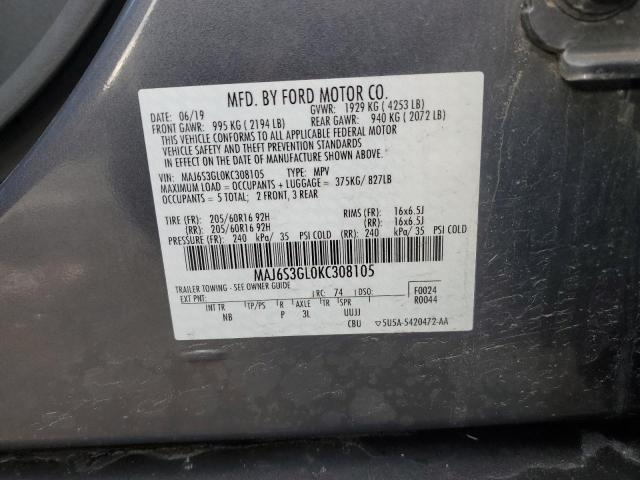 MFD. BY FORD MOTOR CO.
DATE: 06/19 GVWR: 1929 KG ( 4253 LB)
FRONT GAWR: 995 KG ( 2194 LB) REAR GAWR: 940 KG ( 2072 LB)
THIS VEHICLE CONFORMS TO ALL APPLICABLE FEDERAL MOTOR
VEHICLE SAFETY AND THEFT PREVENTION STANDARDS
IN EFFECT ON THE DATE OF MANUFACTURE SHOWN ABOVE.
VIN: MAJ6S3GL0KC308105 TYPE: MPV
MAXIMUM LOAD = OCCUPANTS + LUGGAGE = 375KG/ 827LB
OCCUPANTS = 5 TOTAL; 2 FRONT, 3 REAR
TIRE (FR): 205/60R16 92H RIMS (FR): 16x6.5J
(RR): 205/60R16 92H (RR): 16x6.5J
PRESSURE (FR): 240 kPa/ 35 PSI COLD (RR): 240 kPa/ 35 PSI COLD
MAJ6S3GL0KC308105
TRAILER TOWING - SEE OWNER GUIDE
EXT PNT: RC: 74 DSO: F0024
R0044
INT TR TP/PS R AXLE TR SPR
NB P 3L UUJJ
CBU 5U5A-5420472-AA